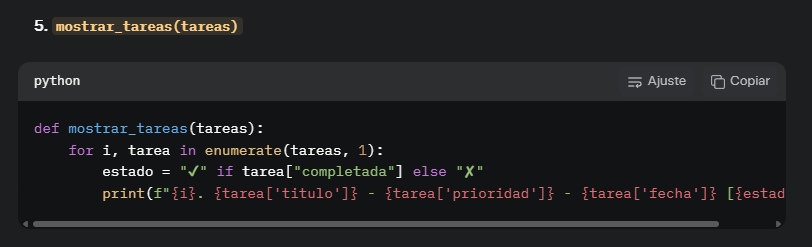 5. mostrar_tareas(tareas)
python
Ajuste
Copiar
def mostrar_tareas(tareas):
    for i, tarea in enumerate(tareas, 1):
        estado = "✓" if tarea["completada"] else "✗"
        print(f"{i}. {tarea['titulo']} - {tarea['prioridad']} - {tarea['fecha']} [{estad